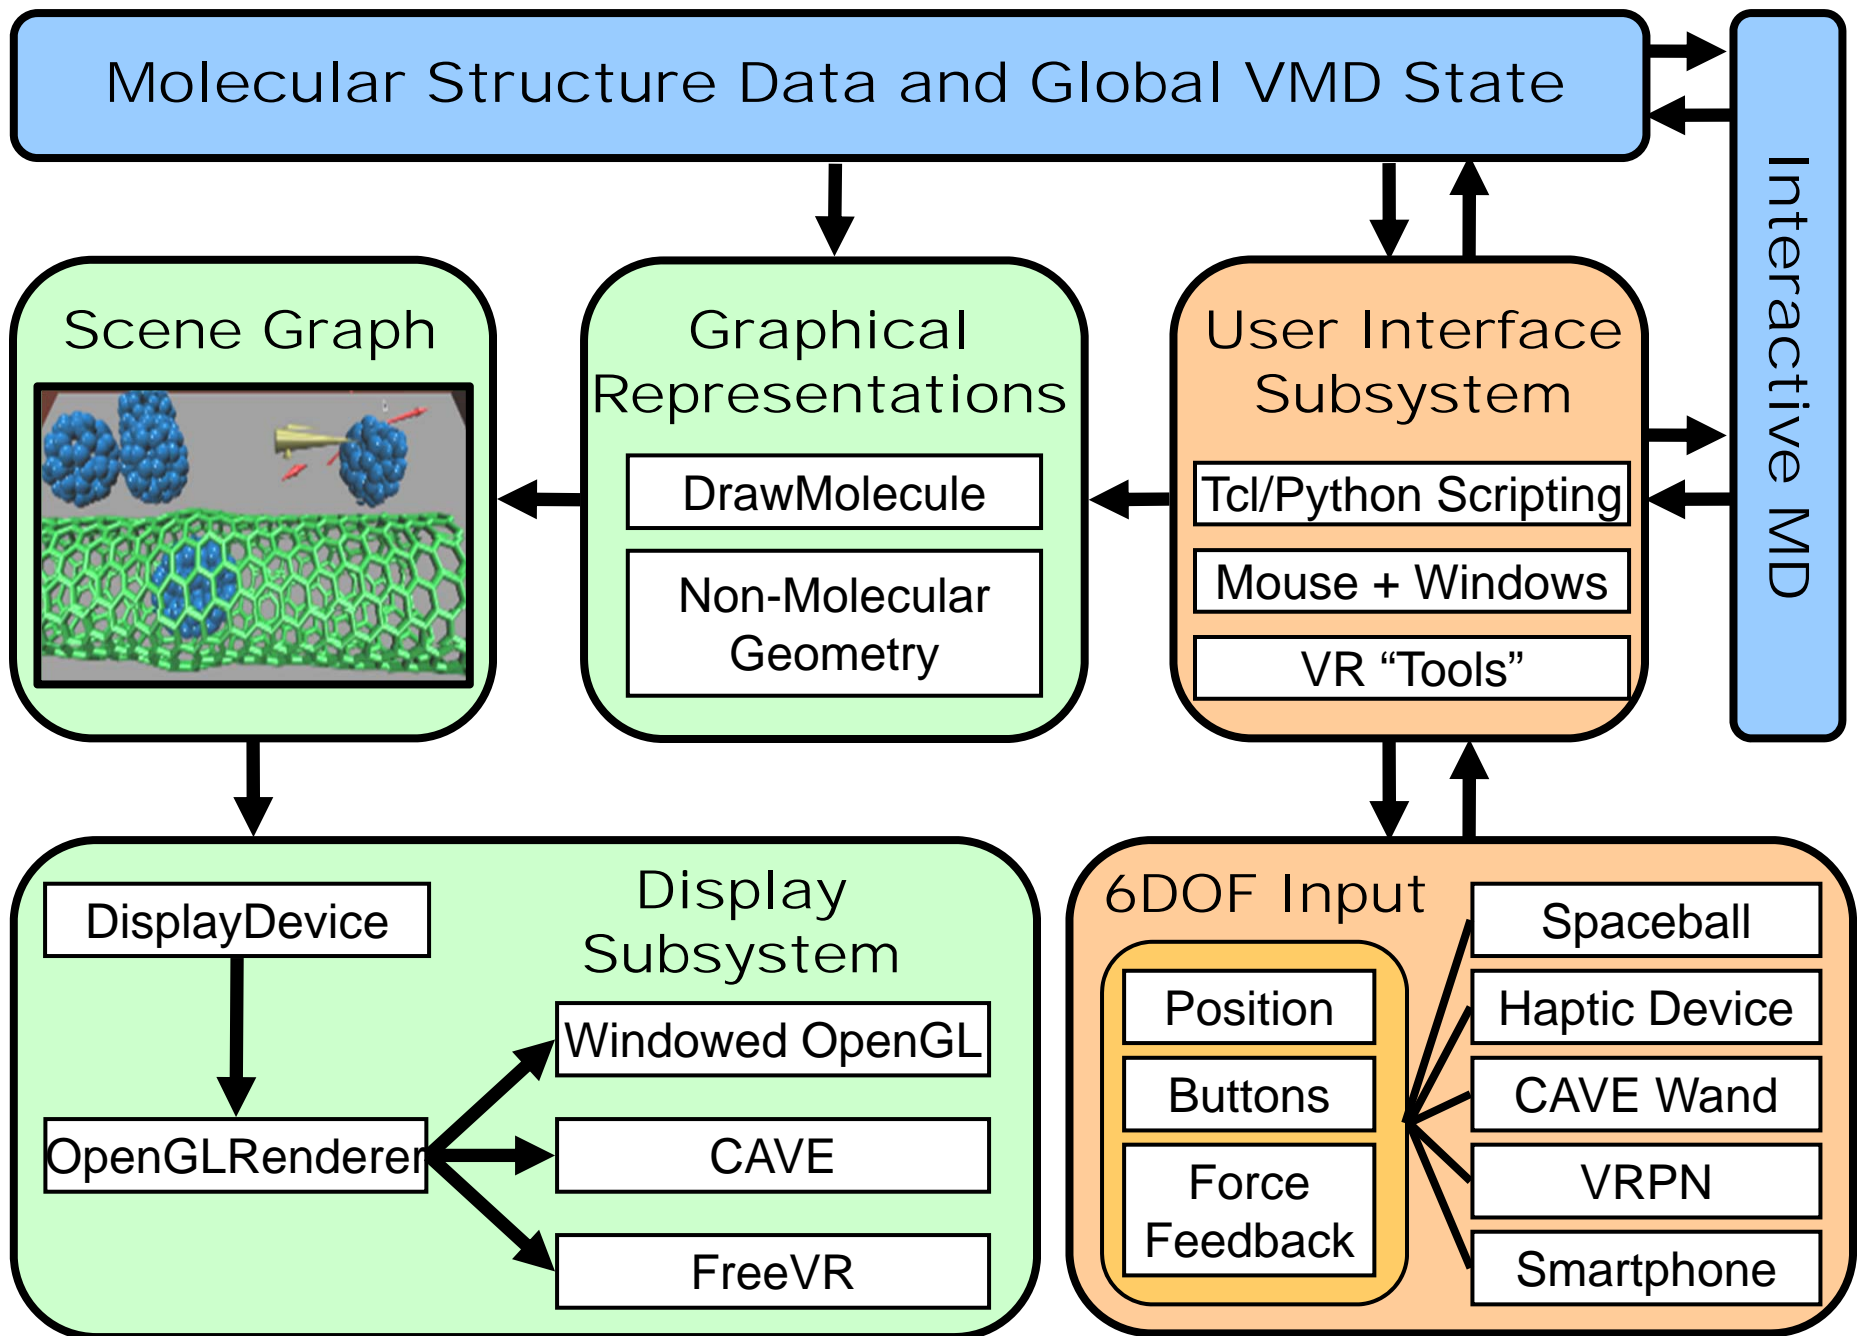 Molecular Structure Data and Global VMD State
Interactive MD
Scene Graph
Graphical
Representations
DrawMolecule
Non-Molecular
Geometry
User Interface
Subsystem
Tcl/Python Scripting
Mouse + Windows
VR “Tools”
Display
Subsystem
DisplayDevice
OpenGLRenderer
Windowed OpenGL
CAVE
FreeVR
6DOF Input
Position
Buttons
Force
Feedback
Spaceball
Haptic Device
CAVE Wand
VRPN
Smartphone